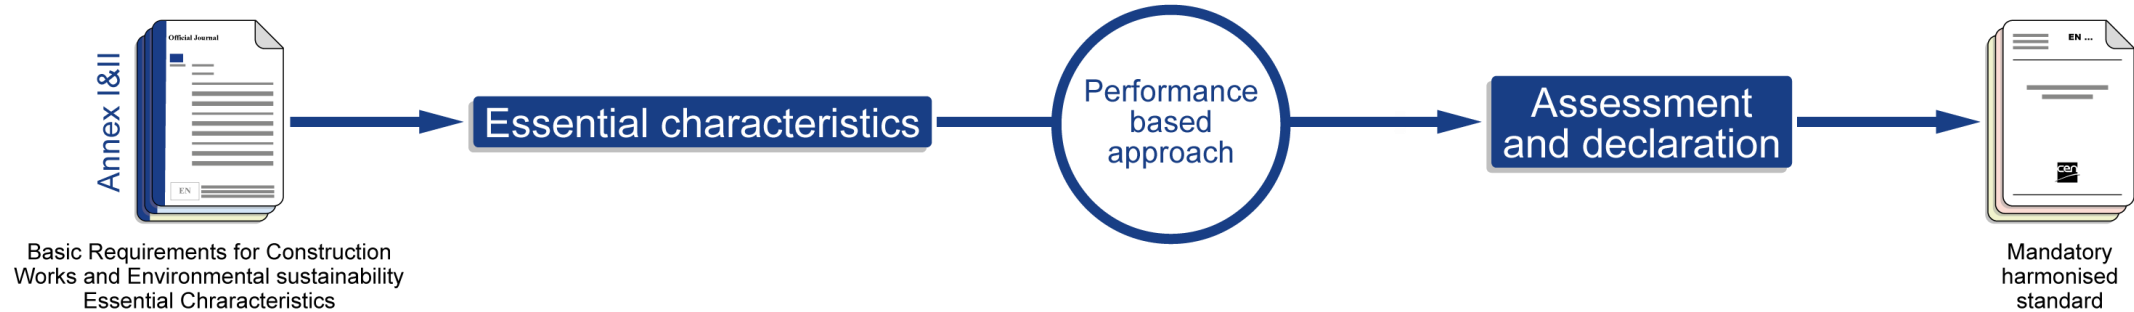 Annex I&II
Official Journal
EN
Basic Requirements for Construction
Works and Environmental sustainability
Essential Chraracteristics
Essential characteristics
Performance
based
approach
Assessment
and declaration
EN ...
cen
Mandatory
harmonised
standard